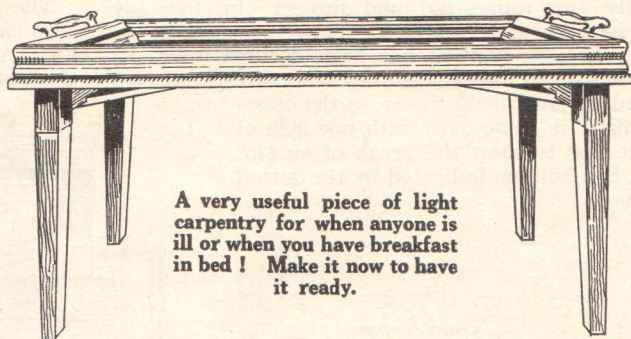 A very useful piece of light
carpentry for when anyone is
ill or when you have breakfast
in bed ! Make it now to have
it ready.